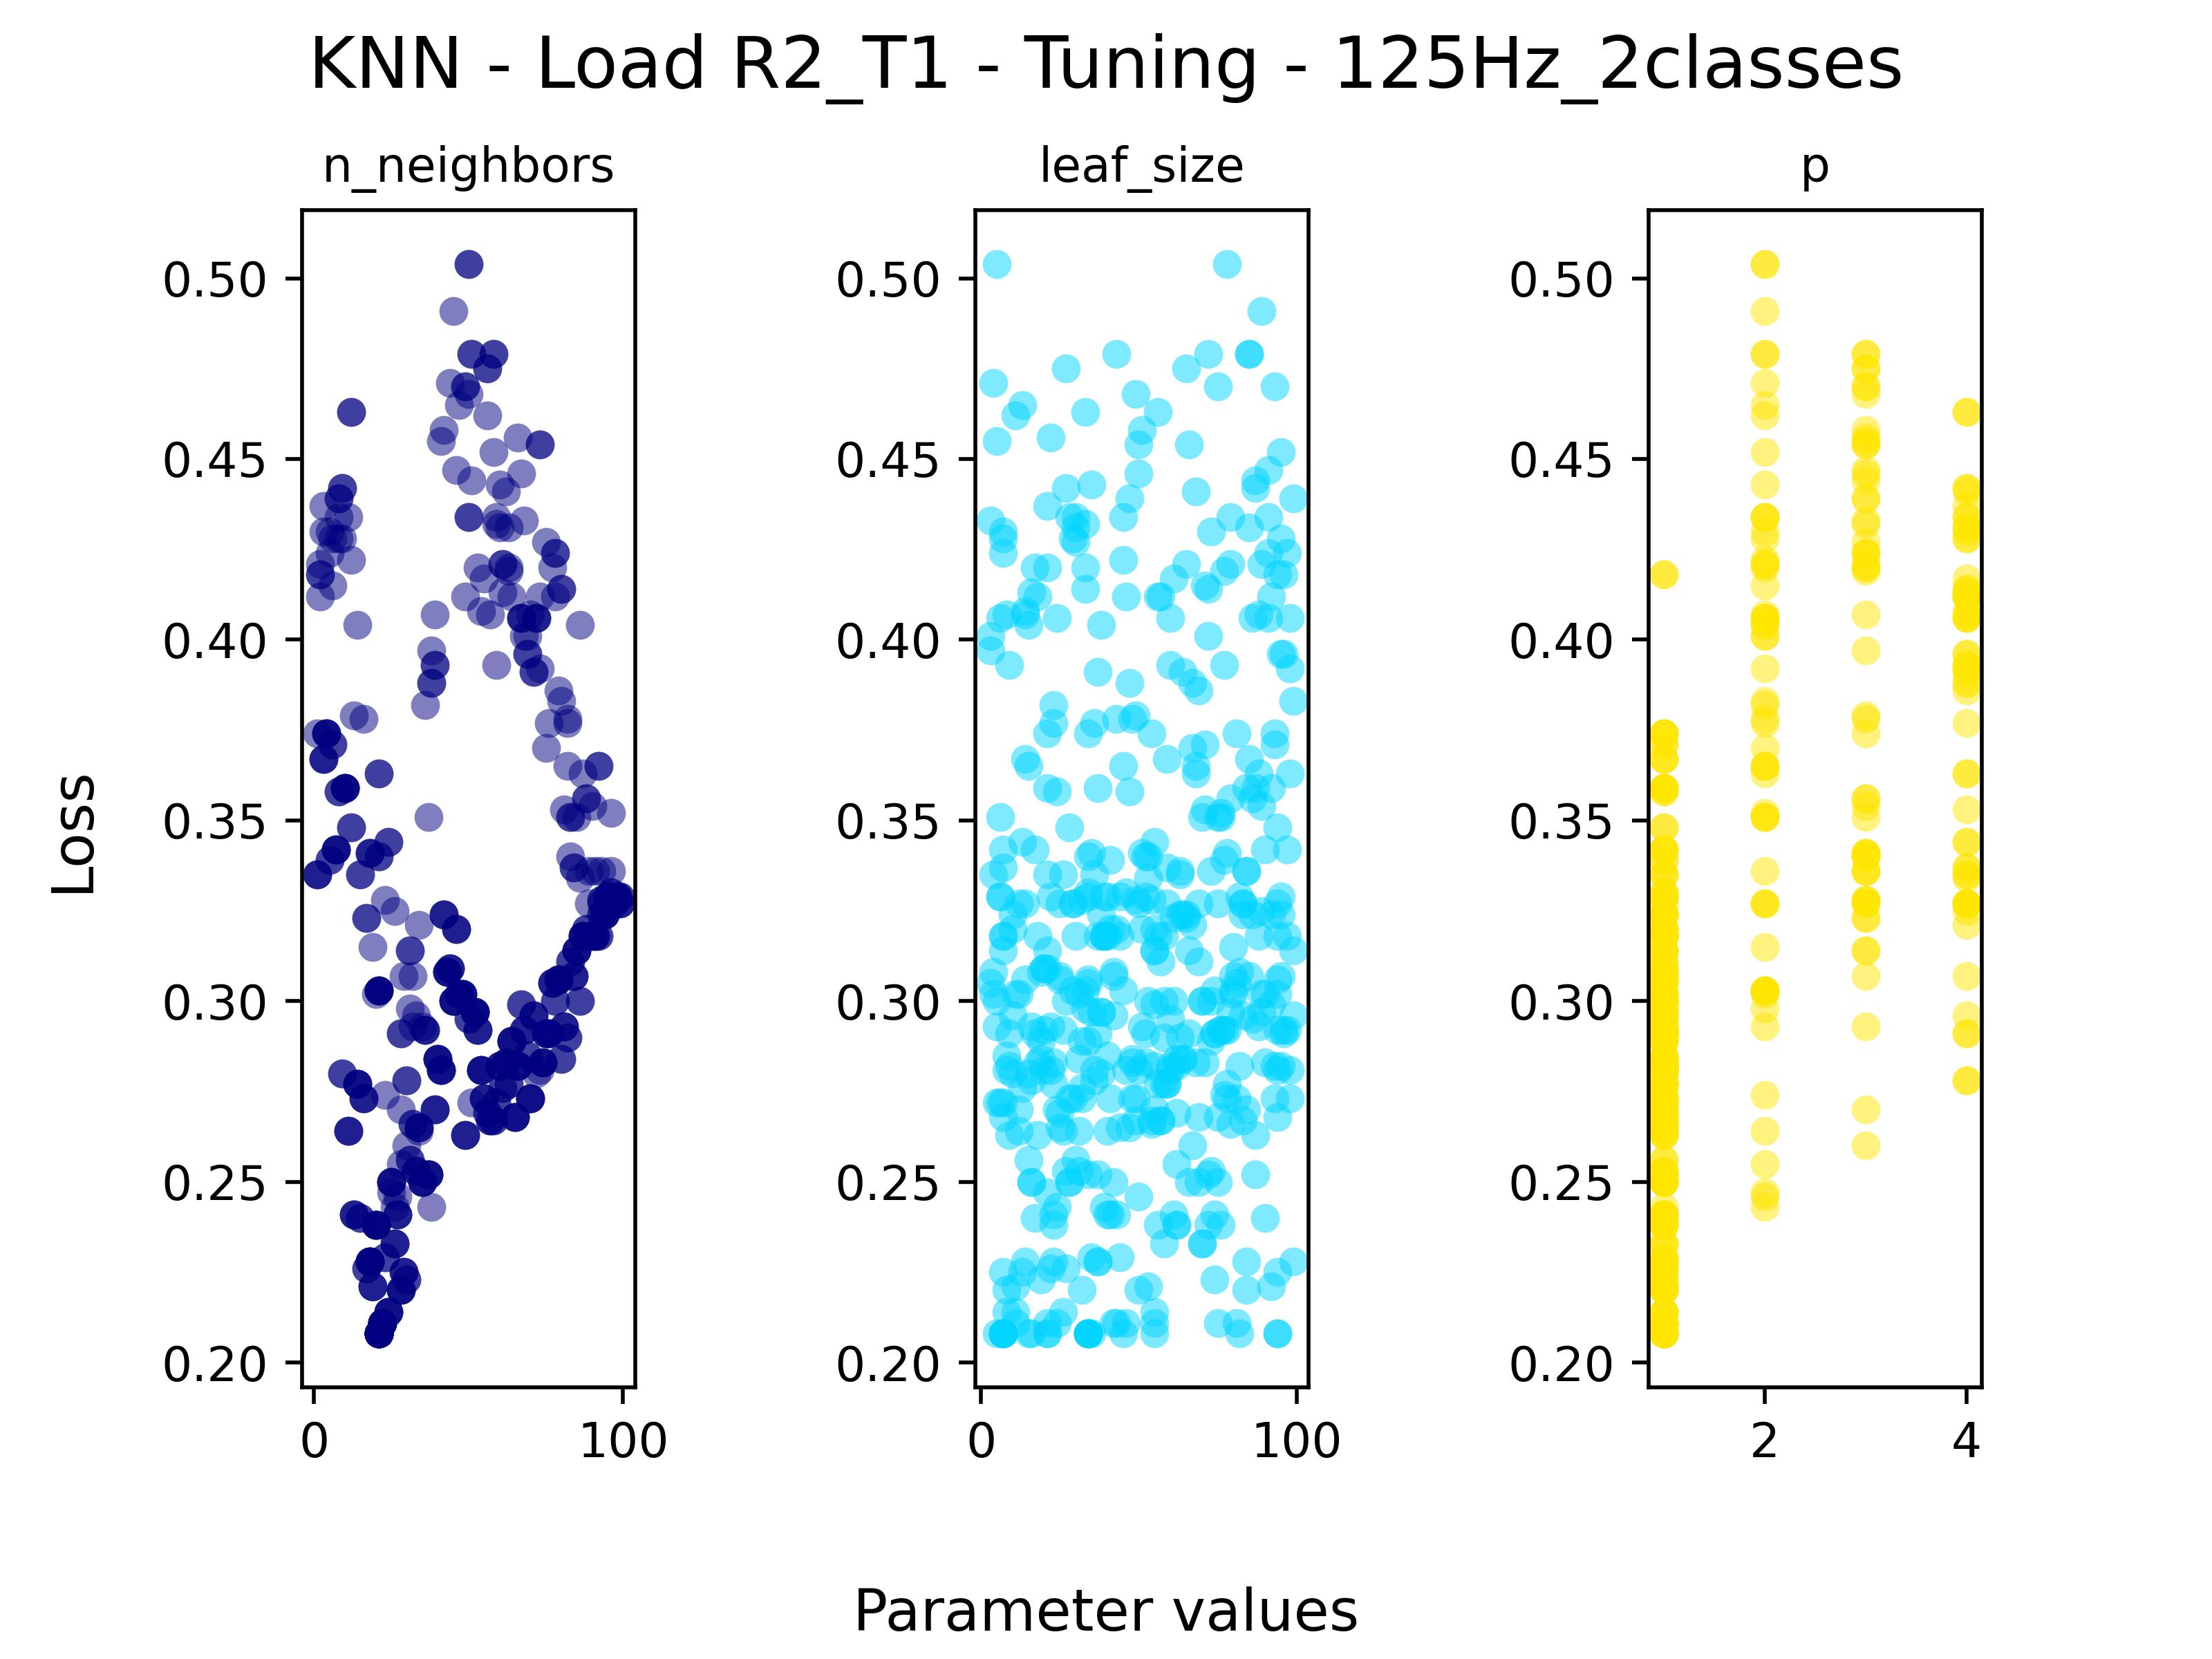 KNN - Load R2_T1 - Tuning - 125Hz_2classes
n_neighbors leaf_size p
0.50 0.50 0.50
0.45 0.45 0.45
0.40 0.40 0.40
0.35 0.35 0.35
0.30 0.30 0.30
0.25 0.25 0.25
0.20 0.20 0.20
0 100 0 100 2 4
Loss
Parameter values